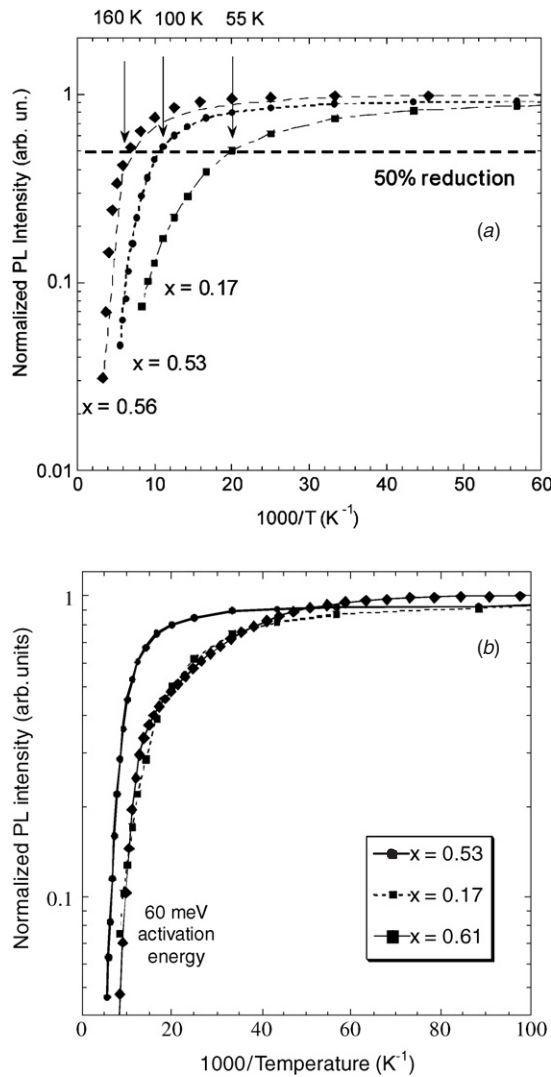 160 K 100 K 55 K
Normalized PL Intensity (arb. un.)
1
0.1
0.01
50% reduction
(a)
x = 0.17
x = 0.53
x = 0.56
0 10 20 30 40 50 60
1000/T (K⁻¹)
Normalized PL intensity (arb. units)
1
0.1
(b)
60 meV
activation
energy
x = 0.53
x = 0.17
x = 0.61
0 20 40 60 80 100
1000/Temperature (K⁻¹)